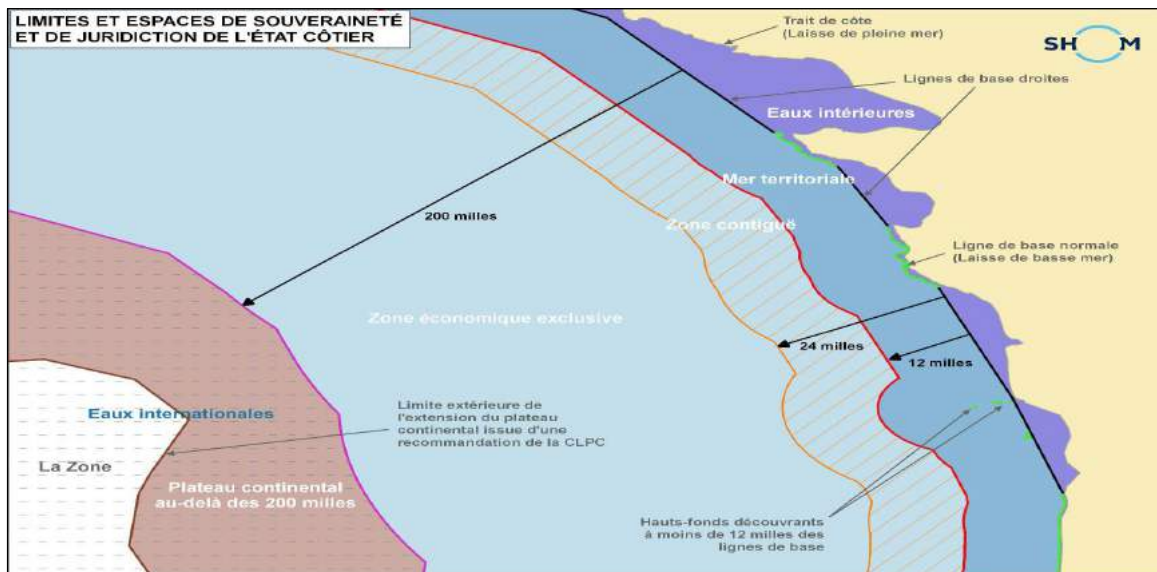 LIMITES ET ESPACES DE SOUVERAINETÉ
ET DE JURIDICTION DE L'ÉTAT CÔTIER
Trait de côte
(Laisse de pleine mer)
SHOM
Lignes de base droites
Eaux intérieures
Mer territoriale
200 milles
Zone contiguë
Ligne de base normale
(Laisse de basse mer)
Zone économique exclusive
24 milles
12 milles
Eaux internationales
Limite extérieure de
l'extension du plateau
continental issue d'une
recommandation de la CLPC
La Zone
Plateau continental
au-delà des 200 milles
Hauts-fonds découvrants
à moins de 12 milles des
lignes de base